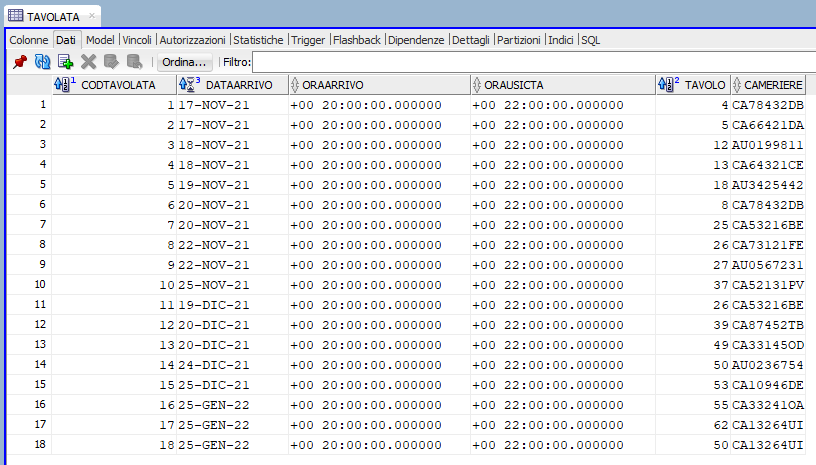 TAVOLATA
Colonne Dati Model Vincoli Autorizzazioni Statistiche Trigger Flashback Dipendenze Dettagli Partizioni Indici SQL
Ordina... Filtro:
1 CODTAVOLATA 3 DATAARRIVO ORAARRIVO ORAUSICTA 2 TAVOLO CAMERIERE
1 1 17-NOV-21 +00 20:00:00.000000 +00 22:00:00.000000 4 CA78432DB
2 2 17-NOV-21 +00 20:00:00.000000 +00 22:00:00.000000 5 CA66421DA
3 3 18-NOV-21 +00 20:00:00.000000 +00 22:00:00.000000 12 AU0199811
4 4 18-NOV-21 +00 20:00:00.000000 +00 22:00:00.000000 13 CA64321CE
5 5 19-NOV-21 +00 20:00:00.000000 +00 22:00:00.000000 18 AU3425442
6 6 20-NOV-21 +00 20:00:00.000000 +00 22:00:00.000000 8 CA78432DB
7 7 20-NOV-21 +00 20:00:00.000000 +00 22:00:00.000000 25 CA53216BE
8 8 22-NOV-21 +00 20:00:00.000000 +00 22:00:00.000000 26 CA73121FE
9 9 22-NOV-21 +00 20:00:00.000000 +00 22:00:00.000000 27 AU0567231
10 10 25-NOV-21 +00 20:00:00.000000 +00 22:00:00.000000 37 CA52131PV
11 11 19-DIC-21 +00 20:00:00.000000 +00 22:00:00.000000 26 CA53216BE
12 12 20-DIC-21 +00 20:00:00.000000 +00 22:00:00.000000 39 CA87452TB
13 13 20-DIC-21 +00 20:00:00.000000 +00 22:00:00.000000 49 CA33145OD
14 14 24-DIC-21 +00 20:00:00.000000 +00 22:00:00.000000 50 AU0236754
15 15 25-DIC-21 +00 20:00:00.000000 +00 22:00:00.000000 53 CA10946DE
16 16 25-GEN-22 +00 20:00:00.000000 +00 22:00:00.000000 55 CA33241OA
17 17 25-GEN-22 +00 20:00:00.000000 +00 22:00:00.000000 62 CA13264UI
18 18 25-GEN-22 +00 20:00:00.000000 +00 22:00:00.000000 50 CA13264UI